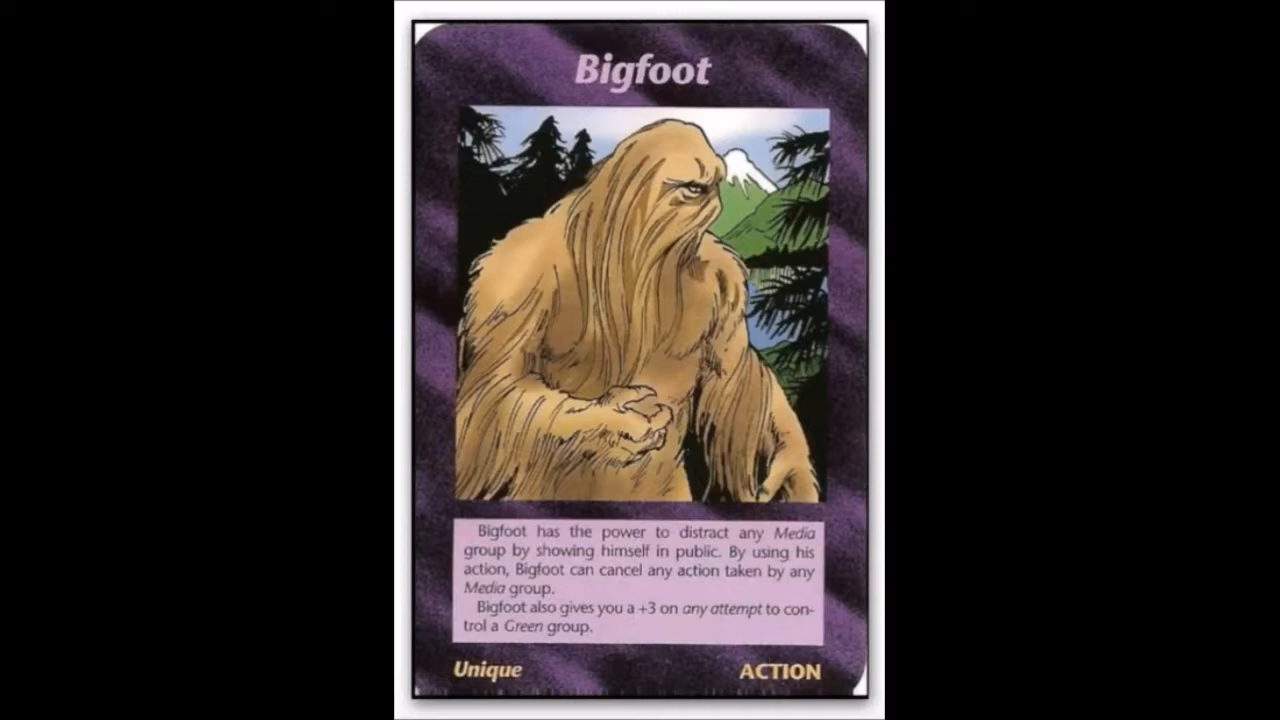 Bigfoot
Bigfoot has the power to distract any Media
group by showing himself in public. By using his
action, Bigfoot can cancel any action taken by any
Media group.
Bigfoot also gives you a +3 on any attempt to con-
trol a Green group.
Unique ACTION